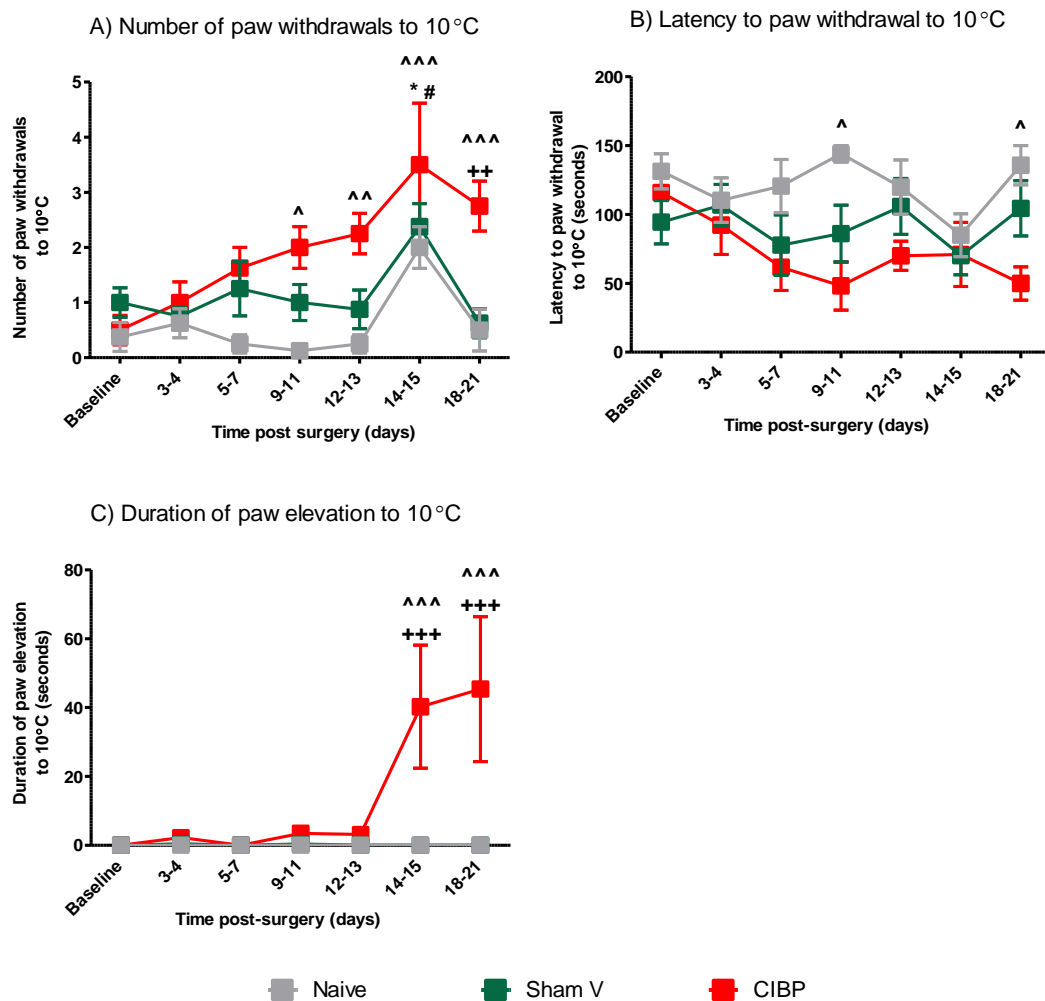 A) Number of paw withdrawals to 10°C
^^^
* #
^^^
++
^^
^
5
4
3
2
1
0
Number of paw withdrawals
to 10°C
Baseline
3-4
5-7
9-11
12-13
14-15
18-21
Time post surgery (days)
B) Latency to paw withdrawal to 10°C
^
^
200
150
100
50
0
Latency to paw withdrawal
to 10°C (seconds)
Baseline
3-4
5-7
9-11
12-13
14-15
18-21
Time post-surgery (days)
C) Duration of paw elevation to 10°C
^^^
+++
^^^
+++
80
60
40
20
0
Duration of paw elevation
to 10°C (seconds)
Baseline
3-4
5-7
9-11
12-13
14-15
18-21
Time post-surgery (days)
Naive
Sham V
CIBP